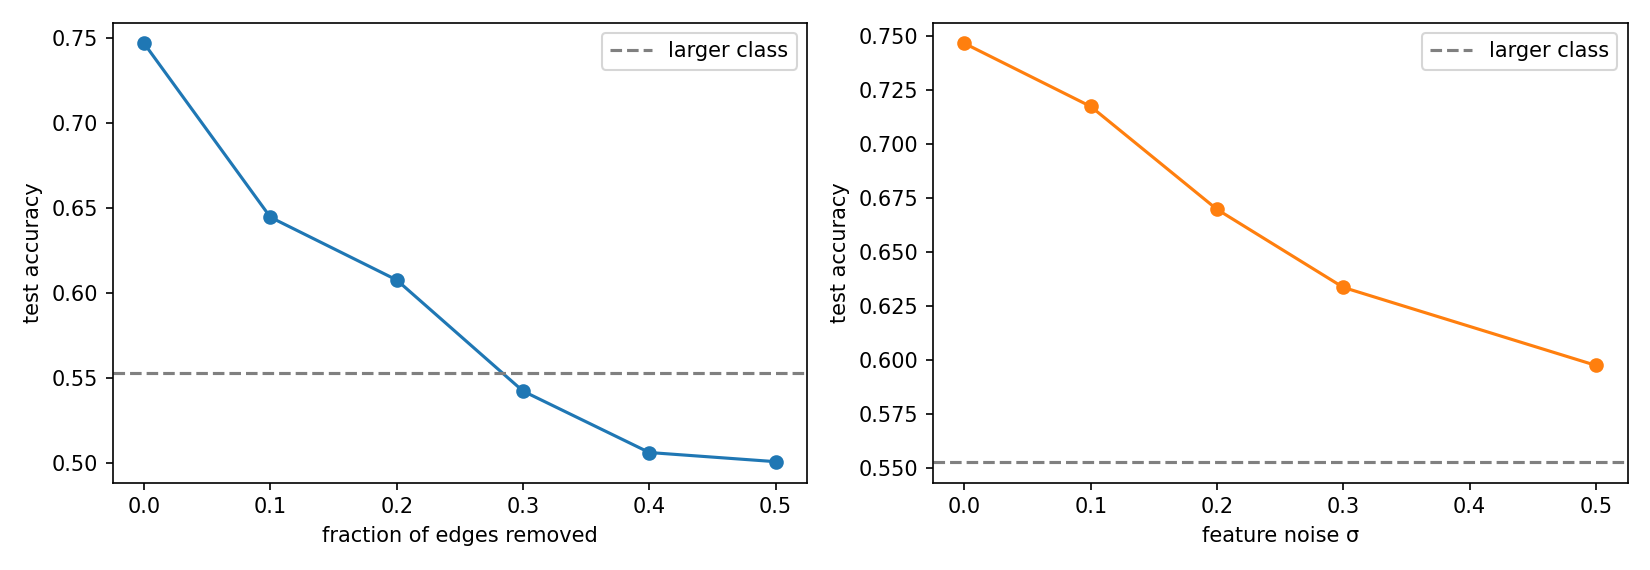 larger class
test accuracy
0.75
0.70
0.65
0.60
0.55
0.50
0.0 0.1 0.2 0.3 0.4 0.5
fraction of edges removed
larger class
test accuracy
0.750
0.725
0.700
0.675
0.650
0.625
0.600
0.575
0.550
0.0 0.1 0.2 0.3 0.4 0.5
feature noise σ